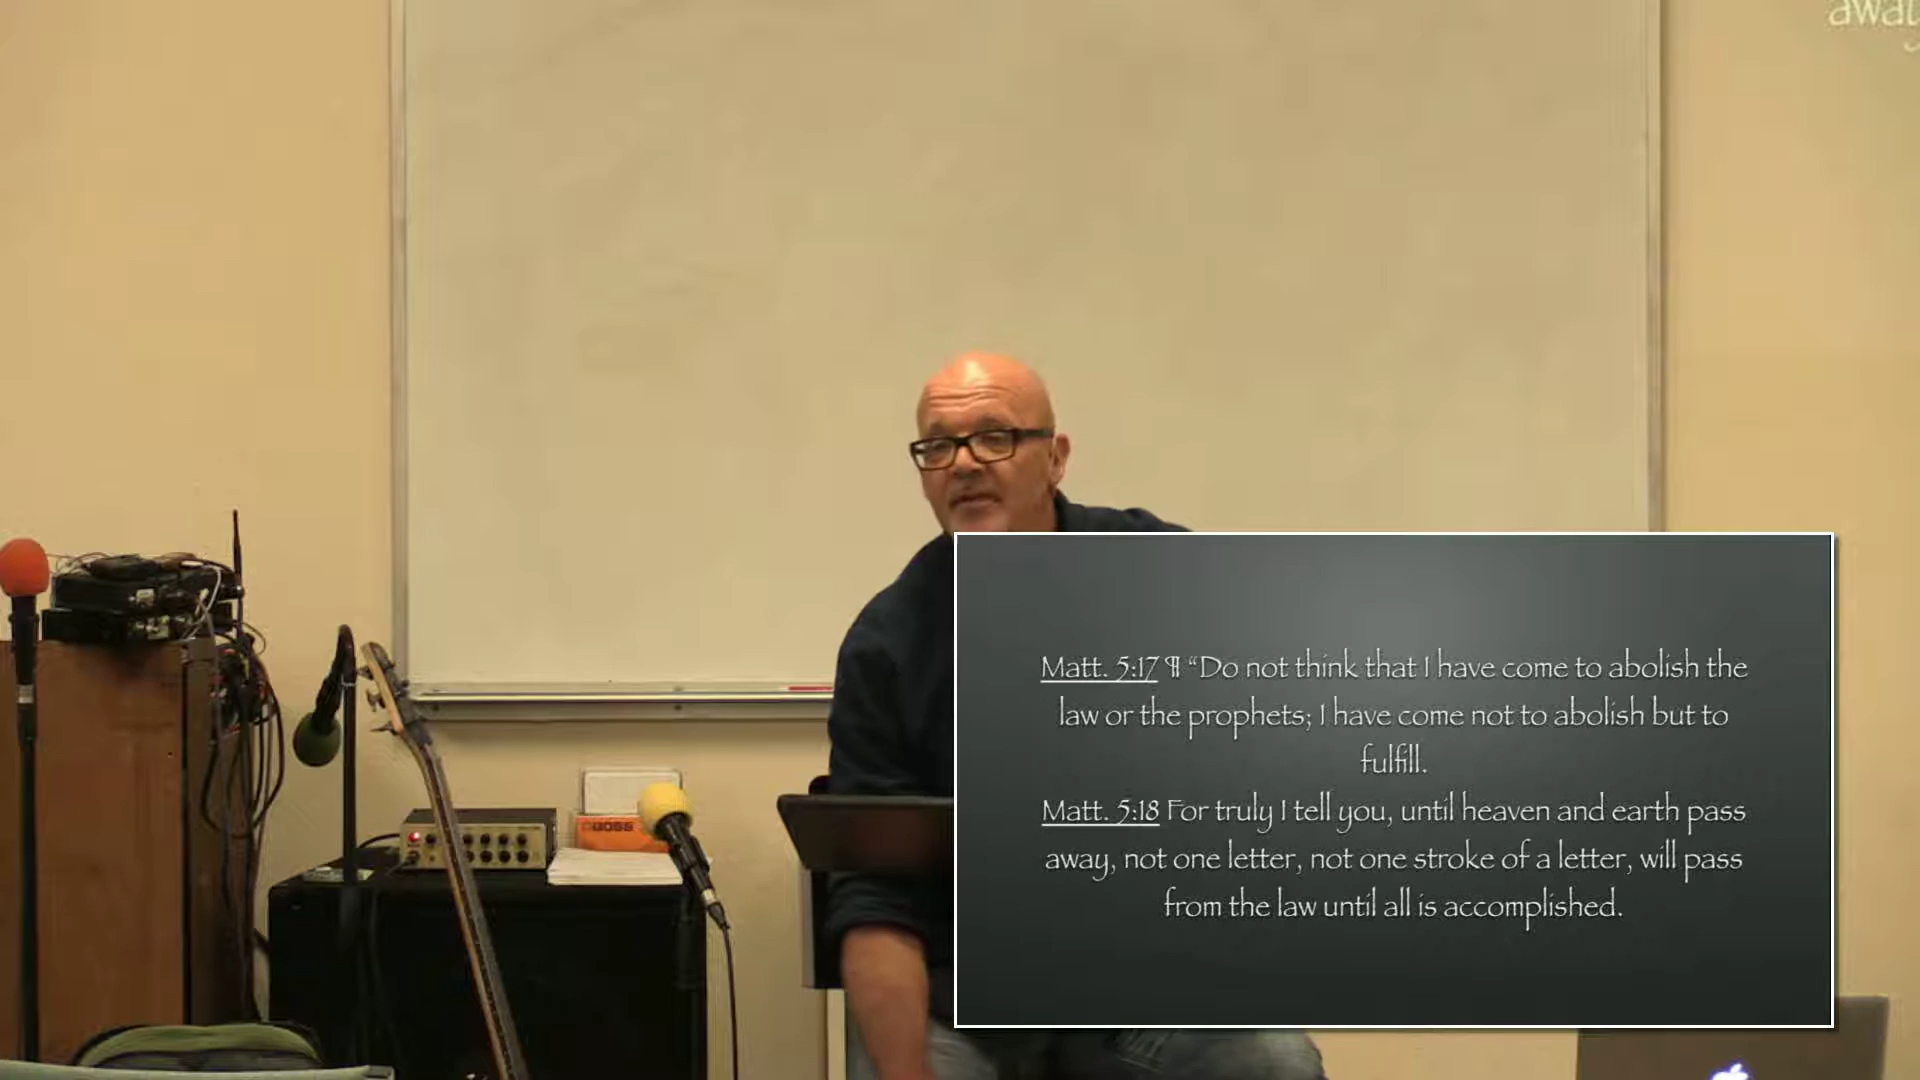 away
Matt. 5:17 ¶ “Do not think that I have come to abolish the
law or the prophets; I have come not to abolish but to
fulfill.
Matt. 5:18 For truly I tell you, until heaven and earth pass
away, not one letter, not one stroke of a letter, will pass
from the law until all is accomplished.
BOSS